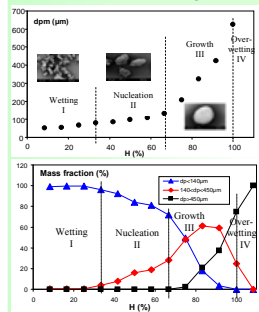 dpm (µm)
700
600
500
400
300
200
100
0
Wetting
I
Nucleation
II
Growth
III
Over-
wetting
IV
0 20 40 60 80 100
H (%)
Mass fraction (%)
120
100
80
60
40
20
0
dp<140µm
140<dp<450µm
dp>450µm
Wetting
I
Nucleation
II
Growth
III
Over-
wetting
IV
0 20 40 60 80 100
H (%)